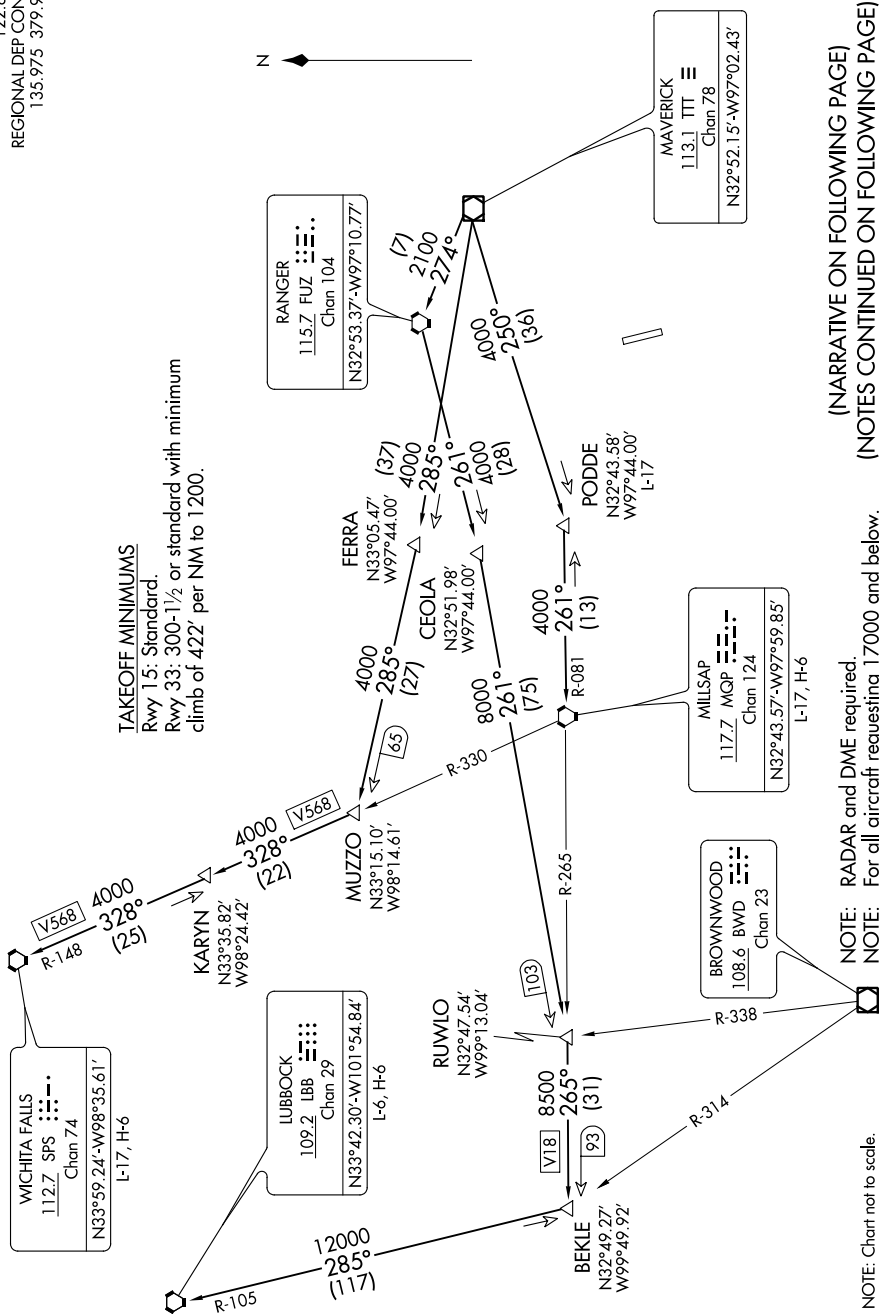 122.8
REGIONAL DEP CON
135.975 379.9
N
TAKEOFF MINIMUMS
Rwy 15: Standard.
Rwy 33: 300-1½ or standard with minimum
climb of 422' per NM to 1200.
RANGER
115.7 FUZ
Chan 104
N32°53.37'-W97°10.77'
MAVERICK
113.1 TTT
Chan 78
N32°52.15'-W97°02.43'
(7)
2100
274°
(37)
4000
285°
261°
4000
(28)
4000
250°
(36)
FERRA
N33°05.47'
W97°44.00'
CEOLA
N32°51.98'
W97°44.00'
PODDE
N32°43.58'
W97°44.00'
L-17
4000
285°
(27)
8000
261°
(75)
4000
261°
(13)
R-081
65
R-330
MILLSAP
117.7 MQP
Chan 124
N32°43.57'-W97°59.85'
L-17, H-6
MUZZO
N33°15.10'
W98°14.61'
V568
4000
328°
(22)
KARYN
N33°35.82'
W98°24.42'
V568
4000
328°
(25)
R-148
WICHITA FALLS
112.7 SPS
Chan 74
N33°59.24'-W98°35.61'
L-17, H-6
R-265
103
RUWLO
N32°47.54'
W99°13.04'
BROWNWOOD
108.6 BWD
Chan 23
R-338
R-314
LUBBOCK
109.2 LBB
Chan 29
N33°42.30'-W101°54.84'
L-6, H-6
8500
265°
(31)
V18
93
BEKLE
N32°49.27'
W99°49.92'
12000
285°
(117)
R-105
NOTE: RADAR and DME required.
NOTE: For all aircraft requesting 17000 and below.
(NARRATIVE ON FOLLOWING PAGE)
(NOTES CONTINUED ON FOLLOWING PAGE)
NOTE: Chart not to scale.